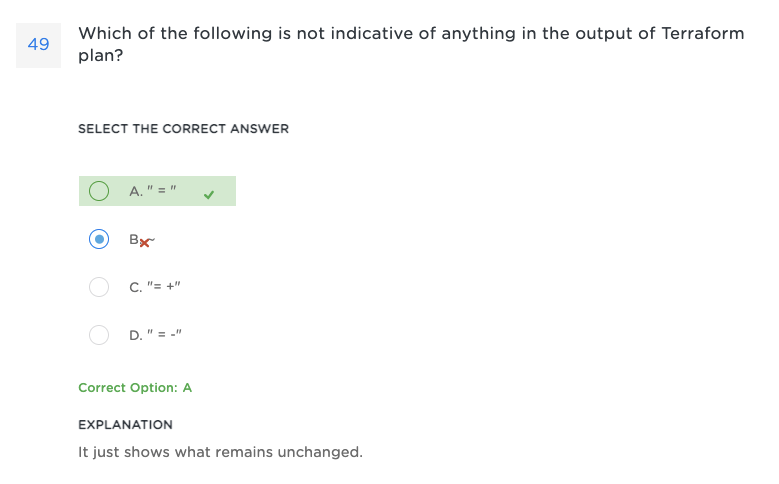 49
Which of the following is not indicative of anything in the output of Terraform
plan?
SELECT THE CORRECT ANSWER
A. " = "
B. ~
C. "= +"
D. " = -"
Correct Option: A
EXPLANATION
It just shows what remains unchanged.